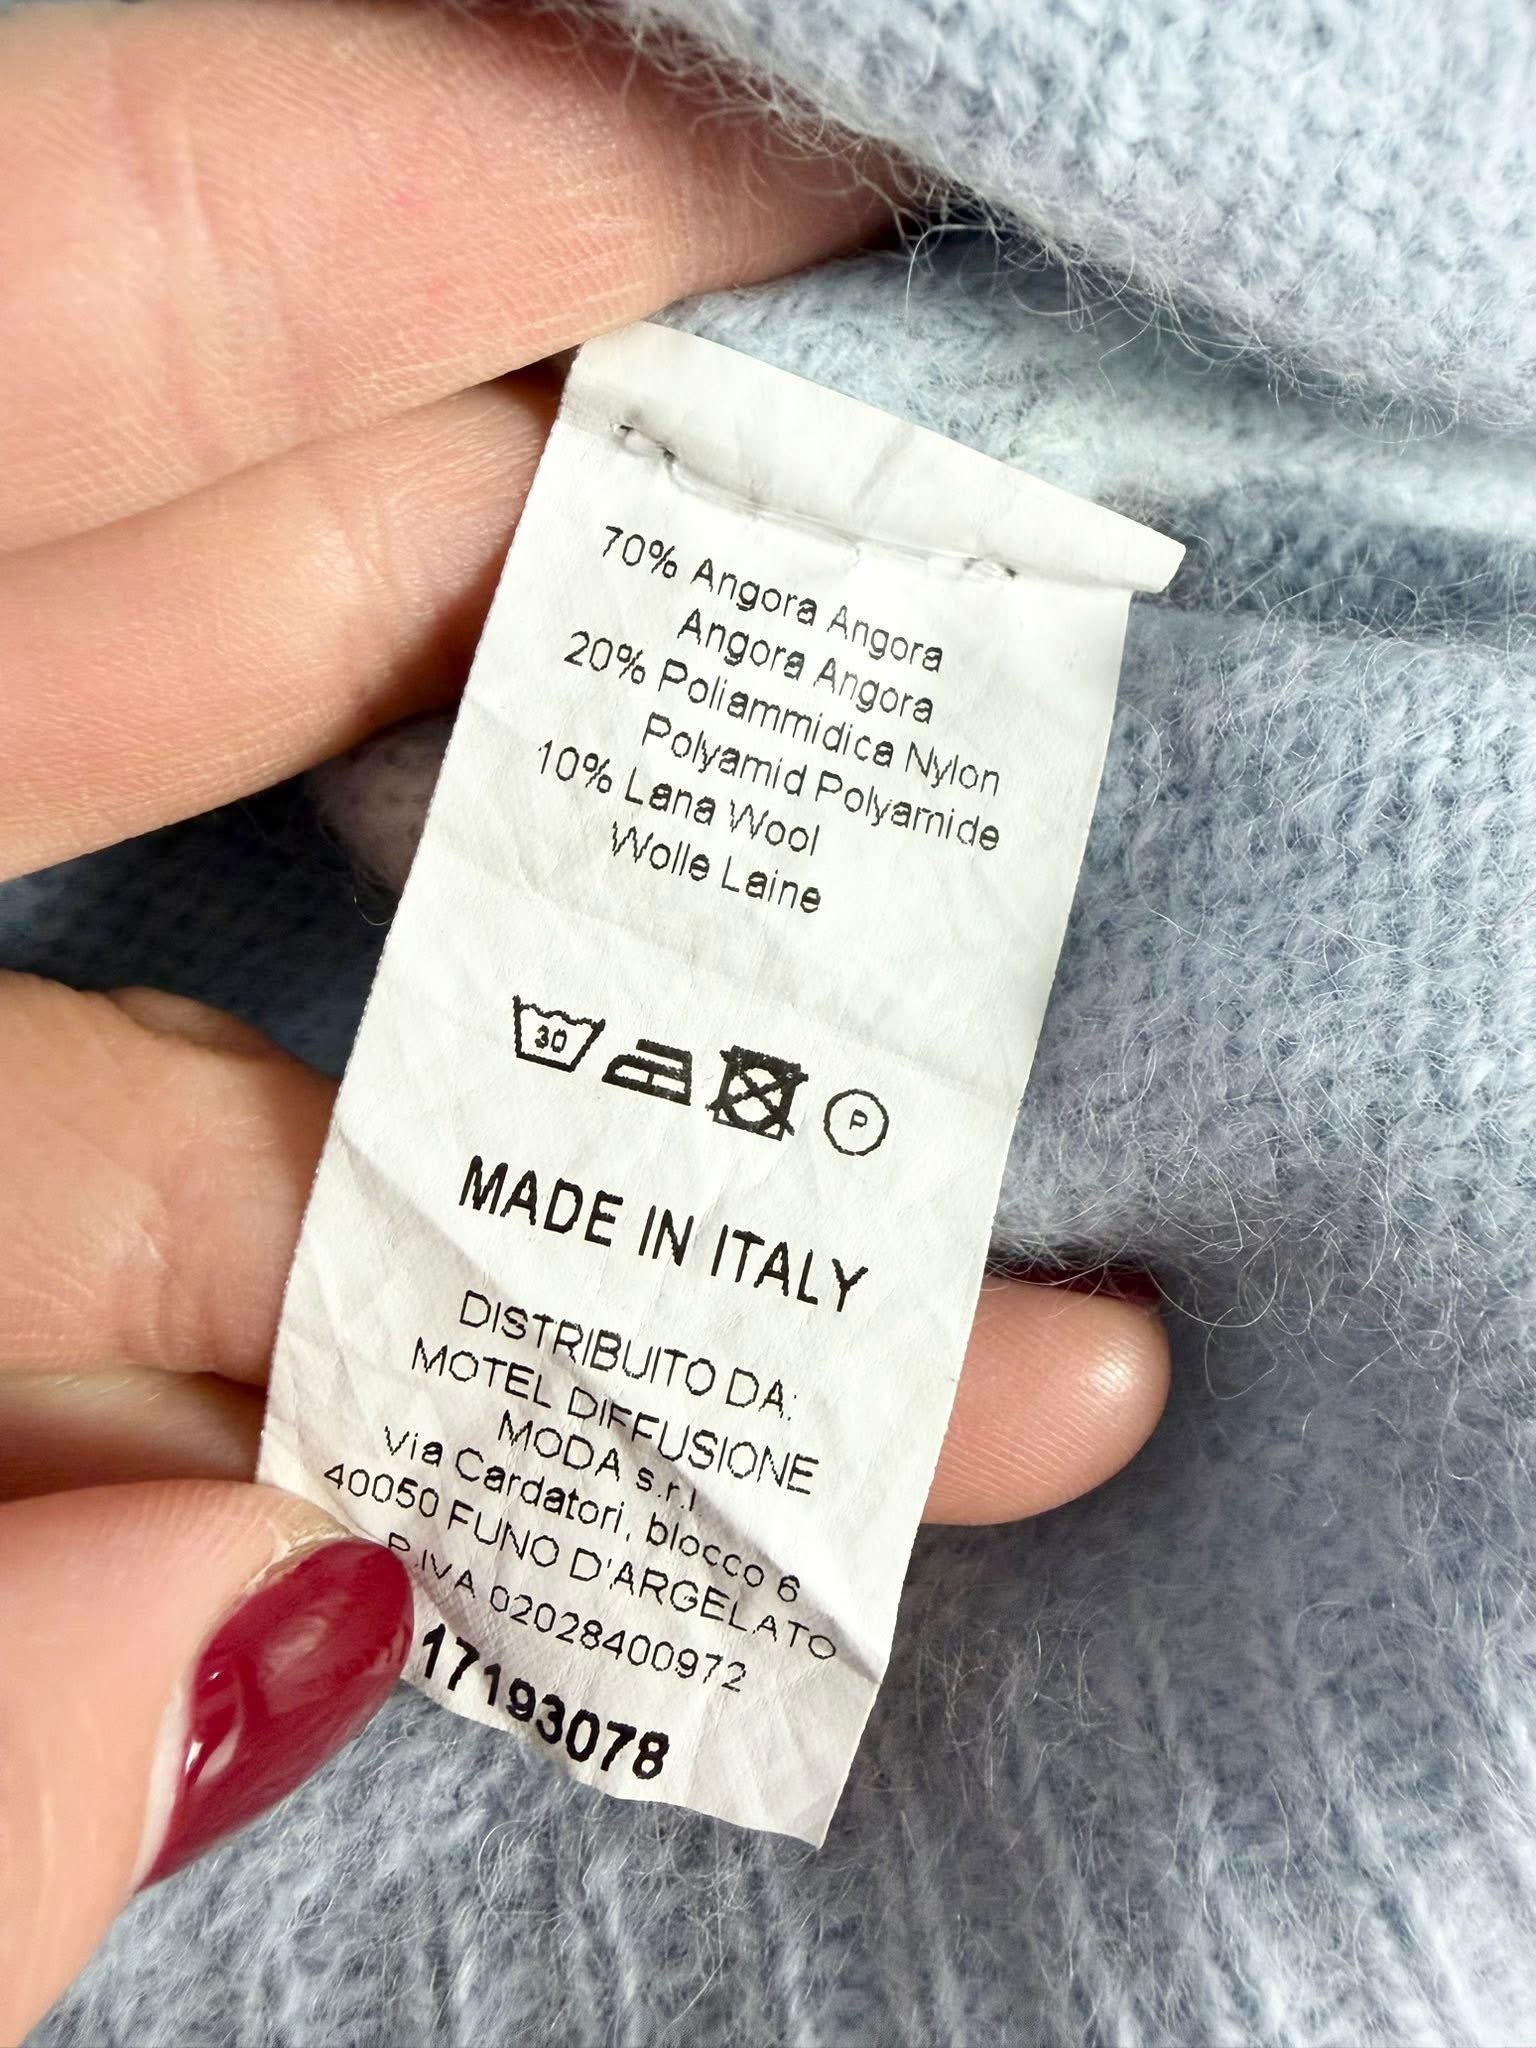 70% Angora Angora
Angora Angora
20% Poliammidica Nylon
Polyamid Polyamide
10% Lana Wool
Wolle Laine
30
P
MADE IN ITALY
DISTRIBUITO DA:
MOTEL DIFFUSIONE
MODA s.r.l.
Via Cardatori, blocco 6
40050 FUNO D'ARGELATO
P.IVA 02028400972
17193078